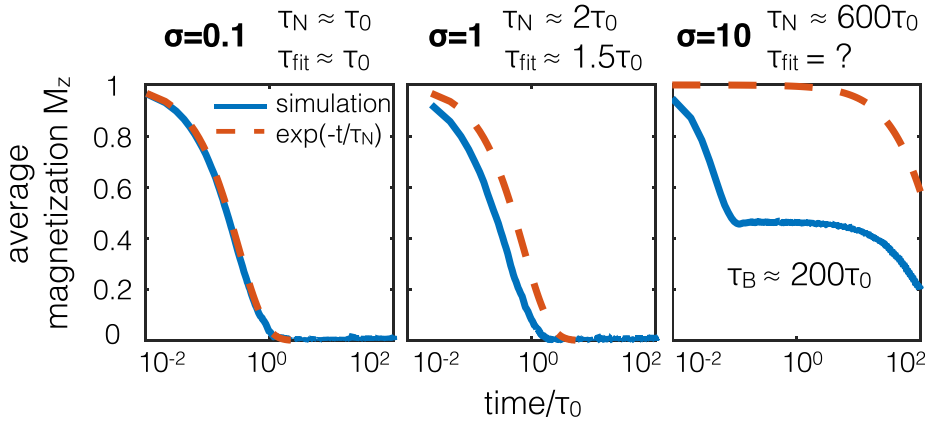 σ=0.1
τN ≈ τ0
τfit ≈ τ0
σ=1
τN ≈ 2τ0
τfit ≈ 1.5τ0
σ=10
τN ≈ 600τ0
τfit = ?
average
magnetization Mz
1
0.8
0.6
0.4
0.2
0
simulation
exp(-t/τN)
τB ≈ 200τ0
10-2
100
102
10-2
100
102
10-2
100
102
time/τ0